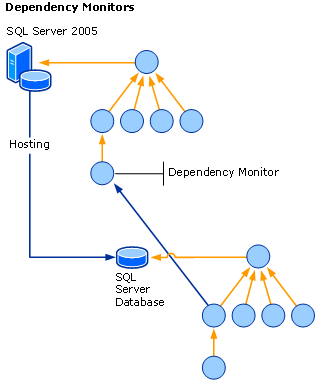 Dependency Monitors
SQL Server 2005
Hosting
Dependency Monitor
SQL
Server
Database